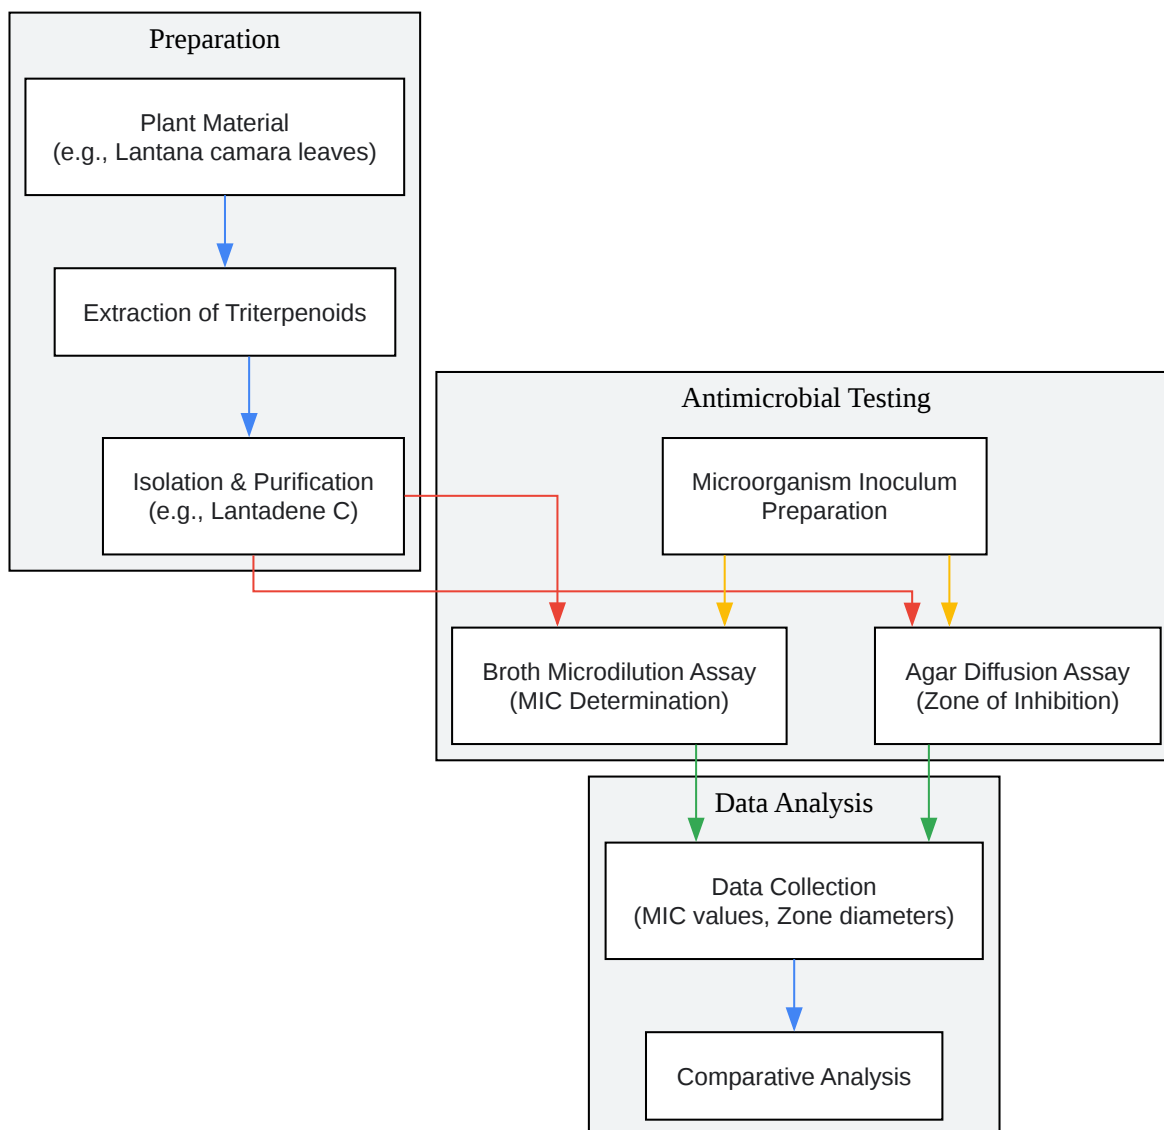 Preparation
Plant Material
(e.g., Lantana camara leaves)
Extraction of Triterpenoids
Isolation & Purification
(e.g., Lantadene C)
Antimicrobial Testing
Microorganism Inoculum
Preparation
Broth Microdilution Assay
(MIC Determination)
Agar Diffusion Assay
(Zone of Inhibition)
Data Analysis
Data Collection
(MIC values, Zone diameters)
Comparative Analysis